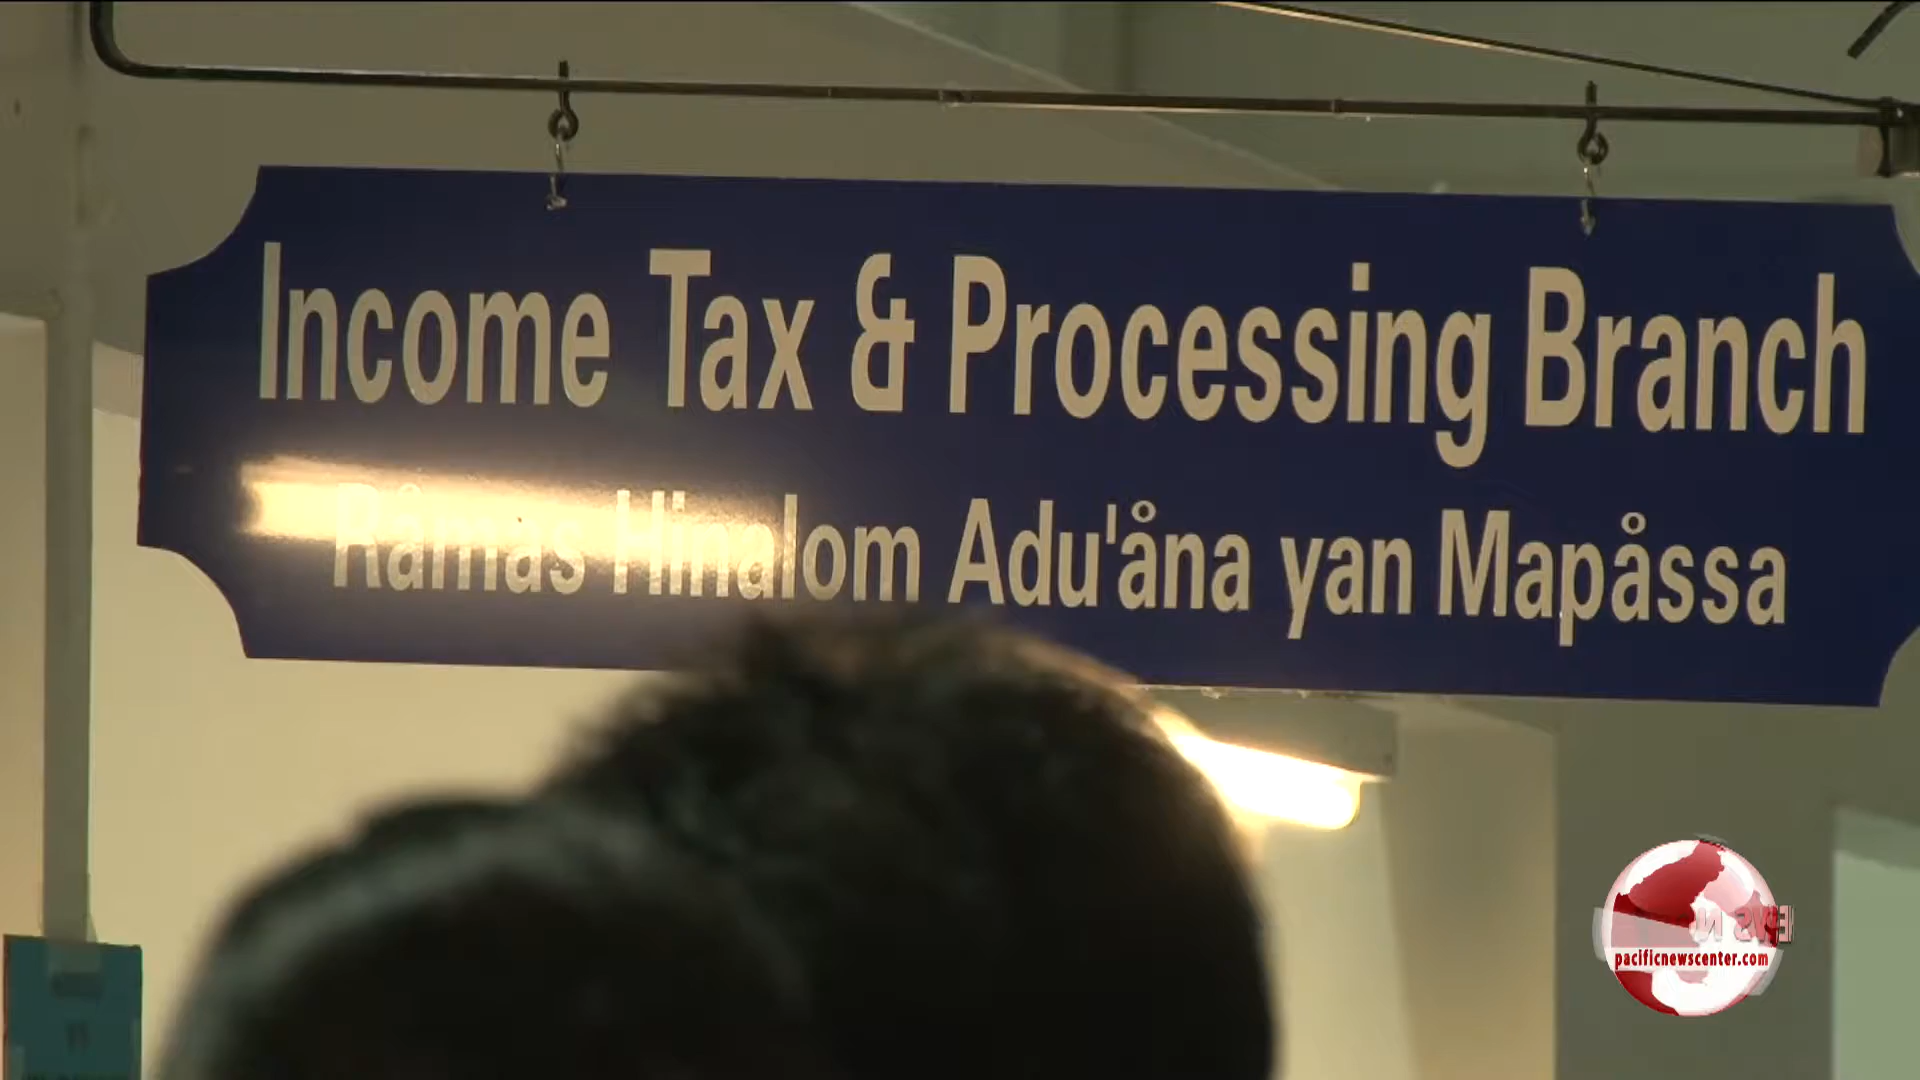 Income Tax & Processing Branch
Råmas Hinalom Adu'åna yan Mapåssa
pacificnewscenter.com